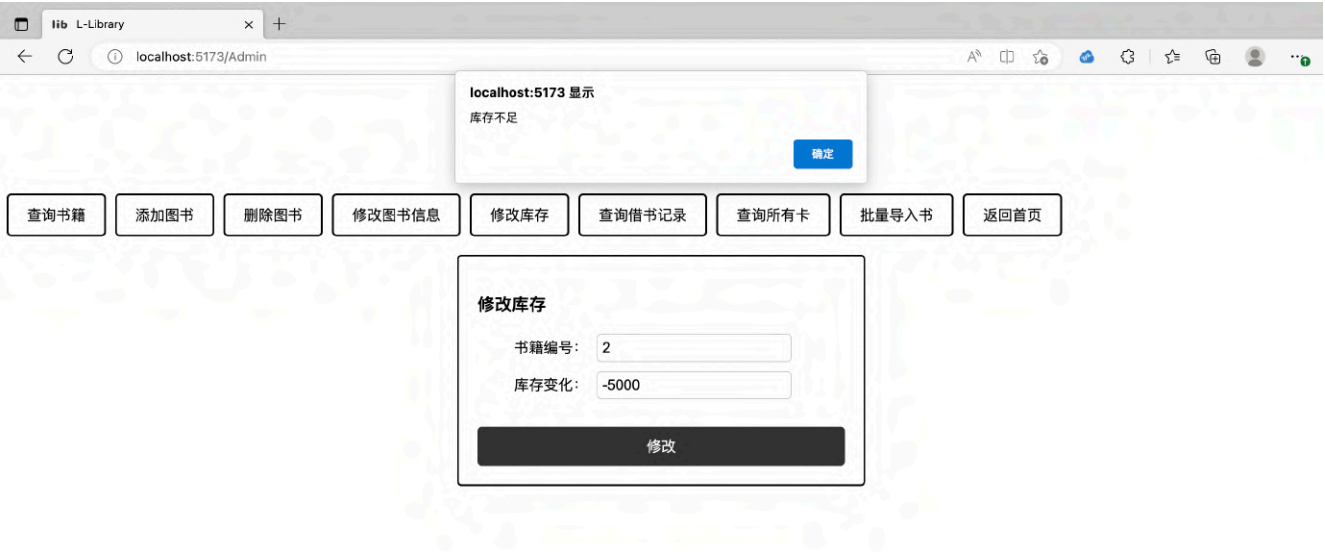 lib L-Library
localhost:5173/Admin
localhost:5173 显示
库存不足
确定
查询书籍 添加图书 删除图书 修改图书信息 修改库存 查询借书记录 查询所有卡 批量导入书 返回首页
修改库存
书籍编号： 2
库存变化： -5000
修改